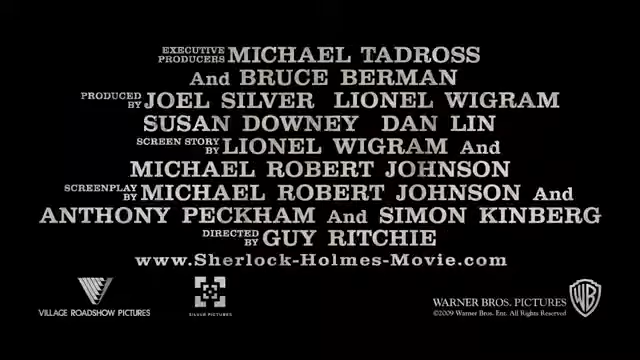 EXECUTIVE PRODUCERS MICHAEL TADROSS
And BRUCE BERMAN
PRODUCED BY JOEL SILVER LIONEL WIGRAM
SUSAN DOWNEY DAN LIN
SCREEN STORY BY LIONEL WIGRAM And
MICHAEL ROBERT JOHNSON
SCREENPLAY BY MICHAEL ROBERT JOHNSON And
ANTHONY PECKHAM And SIMON KINBERG
DIRECTED BY GUY RITCHIE
www.Sherlock-Holmes-Movie.com
VILLAGE ROADSHOW PICTURES
SILVER PICTURES
WARNER BROS. PICTURES
©2009 Warner Bros. Ent. All Rights Reserved
WB